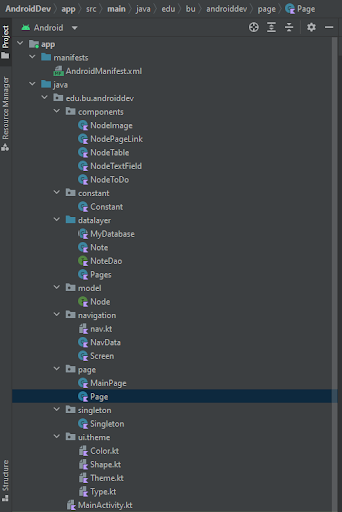 AndroidDev > app > src > main > java > edu > bu > androiddev > page > Page
Project
Android
Resource Manager
Structure
app
manifests
AndroidManifest.xml
java
edu.bu.androiddev
components
NodeImage
NodePageLink
NodeTable
NodeTextField
NodeToDo
constant
Constant
datalayer
MyDatabase
Note
NoteDao
Pages
model
Node
navigation
nav.kt
NavData
Screen
page
MainPage
Page
singleton
Singleton
ui.theme
Color.kt
Shape.kt
Theme.kt
Type.kt
MainActivity.kt